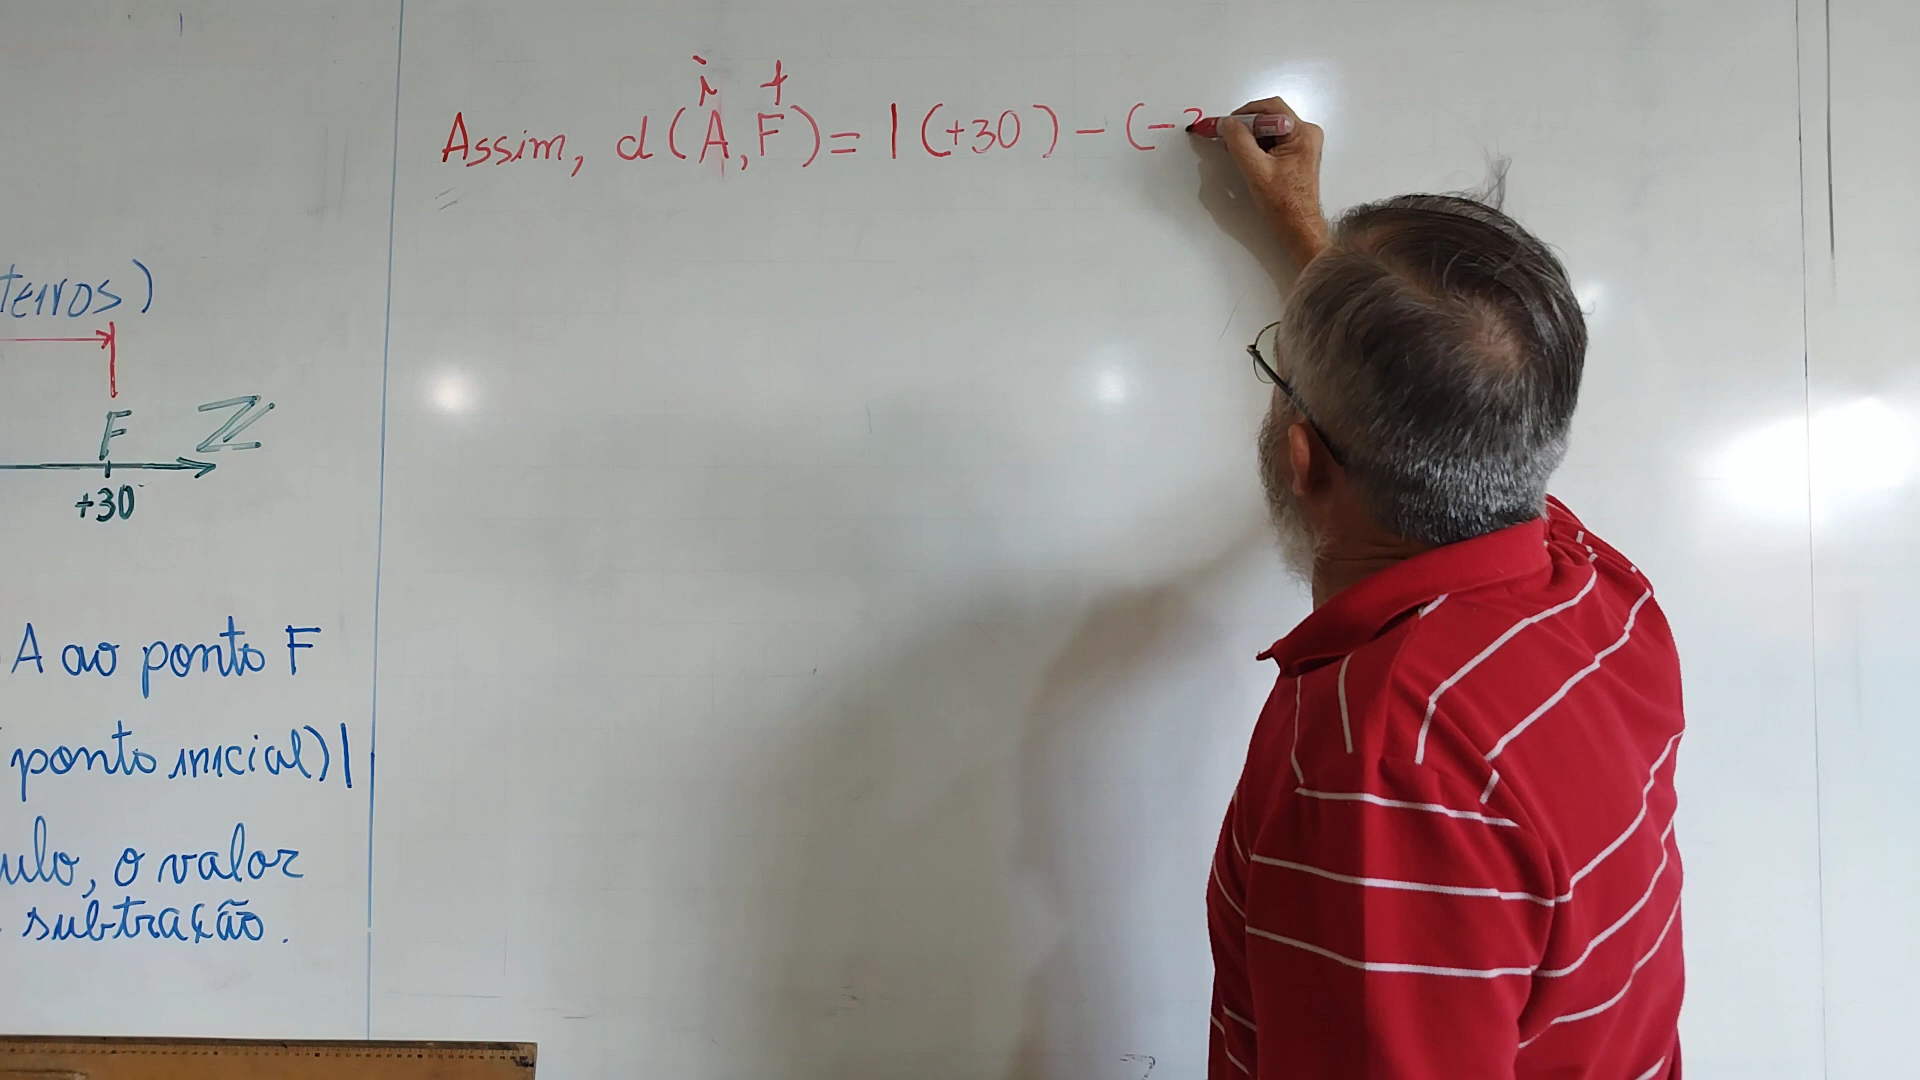 i f
Assim, d(A,F)= |(+30) - (-
teiros)
F Z
+30
A ao ponto F
ponto inicial)|
ulo, o valor
subtração.